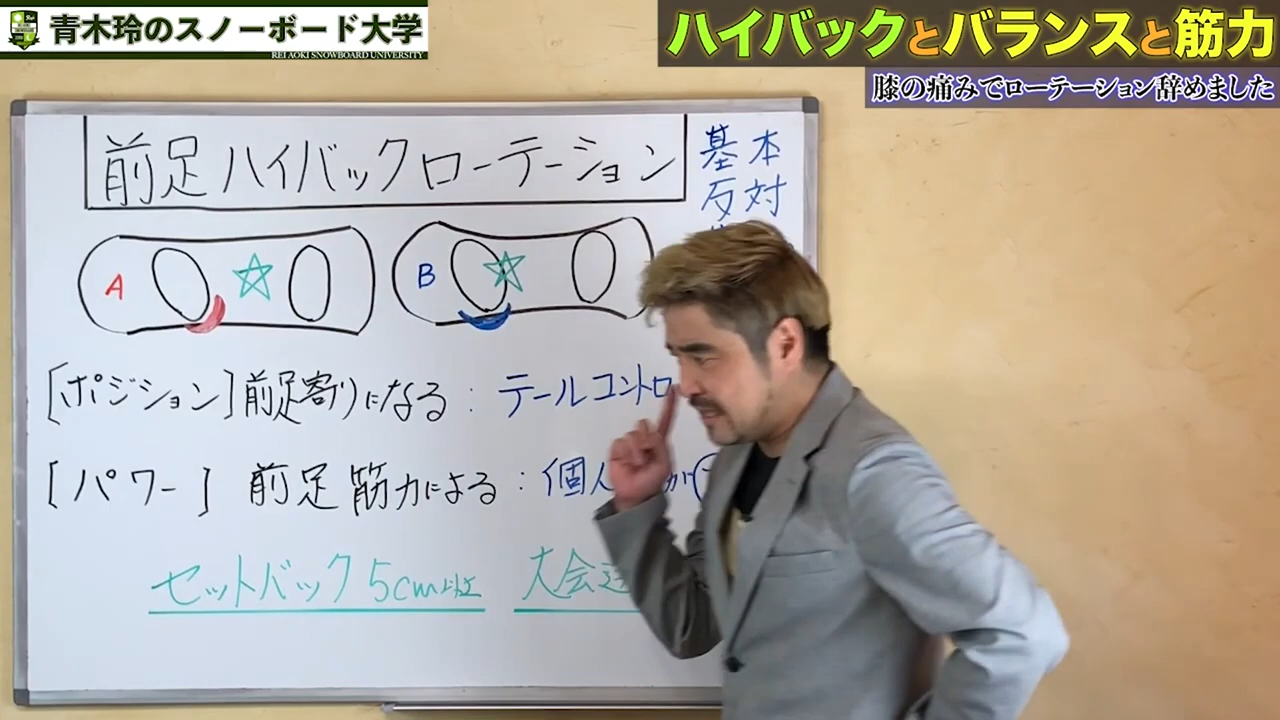 青木玲のスノーボード大学
REI AOKI SNOWBOARD UNIVERSITY
ハイバックとバランスと筋力
膝の痛みでローテーション辞めました
前足ハイバックローテーション
基本
反対
A
B
[ポジション]前足寄りになる：テールコントロ
[パワー] 前足筋力による：個人
セットバック5cm以上 大会